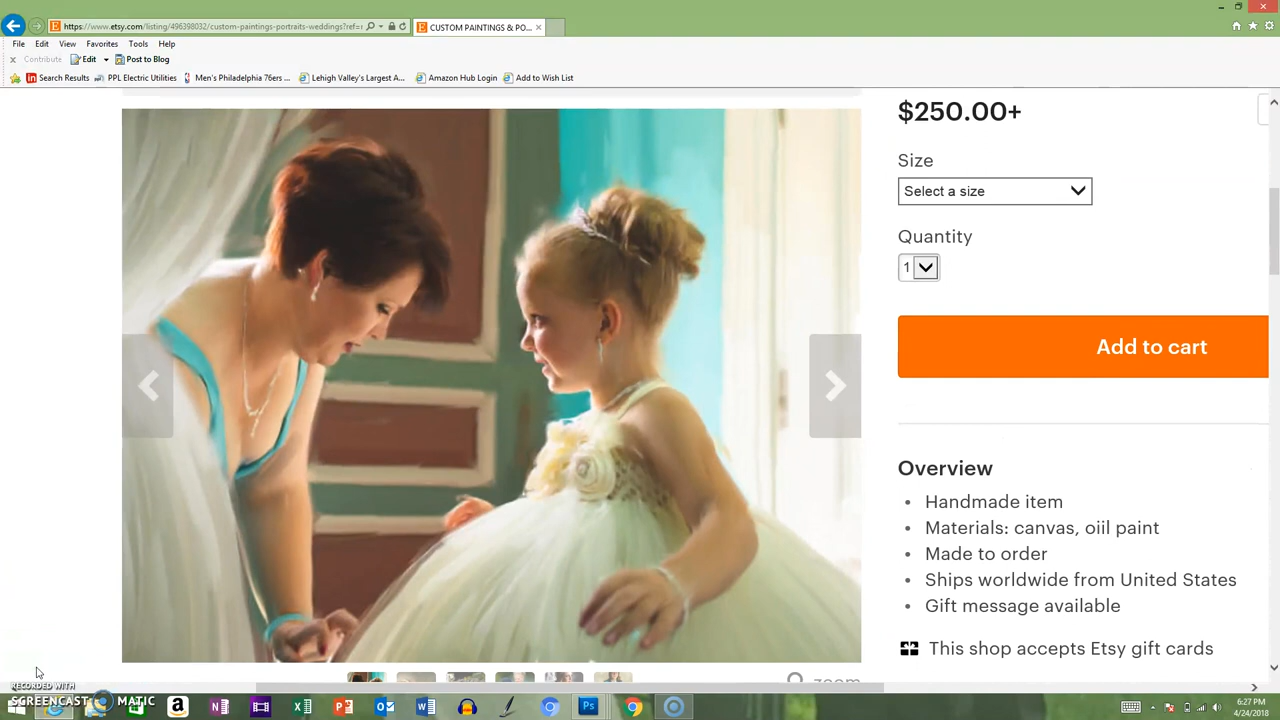 https://www.etsy.com/listing/496398032/custom-paintings-portraits-weddings?ref=
CUSTOM PAINTINGS & PO...
File Edit View Favorites Tools Help
x Contribute Edit Post to Blog
Search Results PPL Electric Utilities Men's Philadelphia 76ers ... Lehigh Valley's Largest A... Amazon Hub Login Add to Wish List
$250.00+
Size
Select a size
Quantity
1
Add to cart
Overview
• Handmade item
• Materials: canvas, oiil paint
• Made to order
• Ships worldwide from United States
• Gift message available
This shop accepts Etsy gift cards
zoom
RECORDED WITH
SCREENCAST MATIC
6:27 PM
4/24/2018